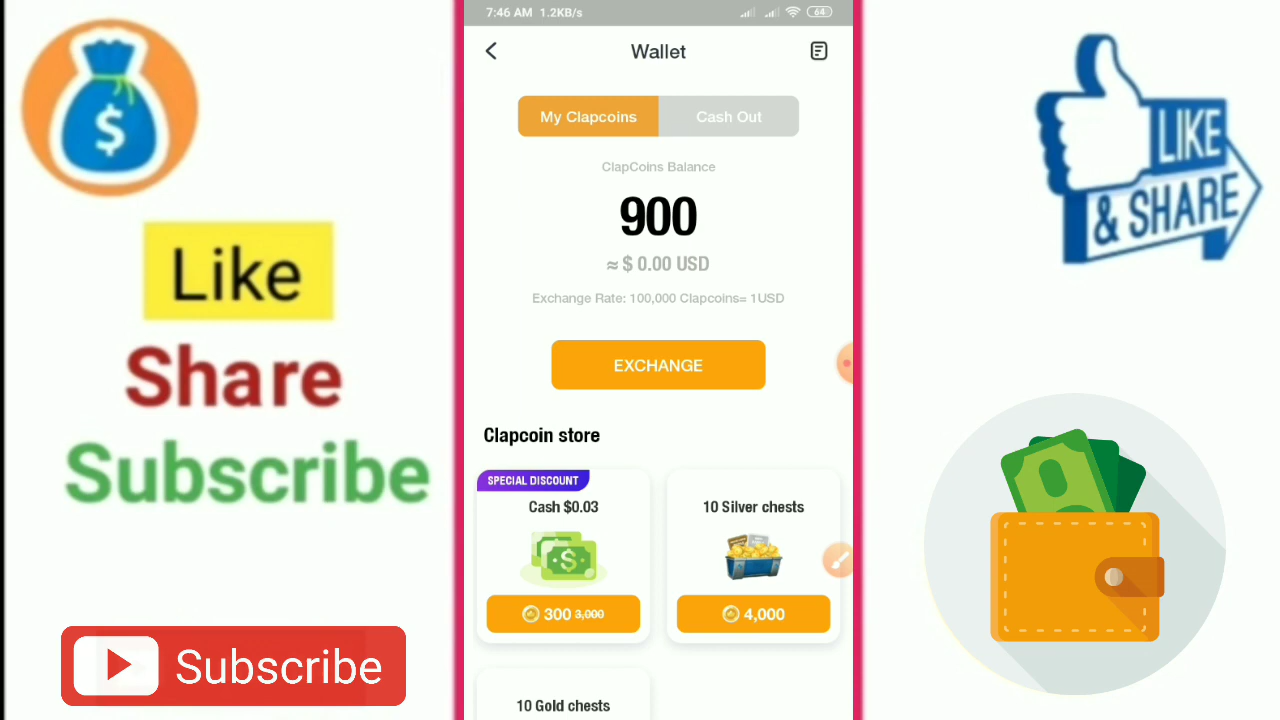 7:46 AM 1.2KB/s 64
Wallet
My Clapcoins Cash Out
ClapCoins Balance
900
≈ $ 0.00 USD
Exchange Rate: 100,000 Clapcoins= 1USD
EXCHANGE
Clapcoin store
SPECIAL DISCOUNT
Cash $0.03
300 3,000
10 Silver chests
4,000
10 Gold chests
$
Like
Share
Subscribe
Subscribe
LIKE
& SHARE